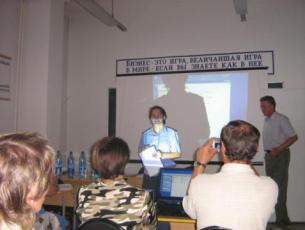 БИЗНЕС - ЭТО ИГРА, ВЕЛИЧАЙШАЯ ИГРА
В МИРЕ - ЕСЛИ ВЫ ЗНАЕТЕ КАК В НЕЕ